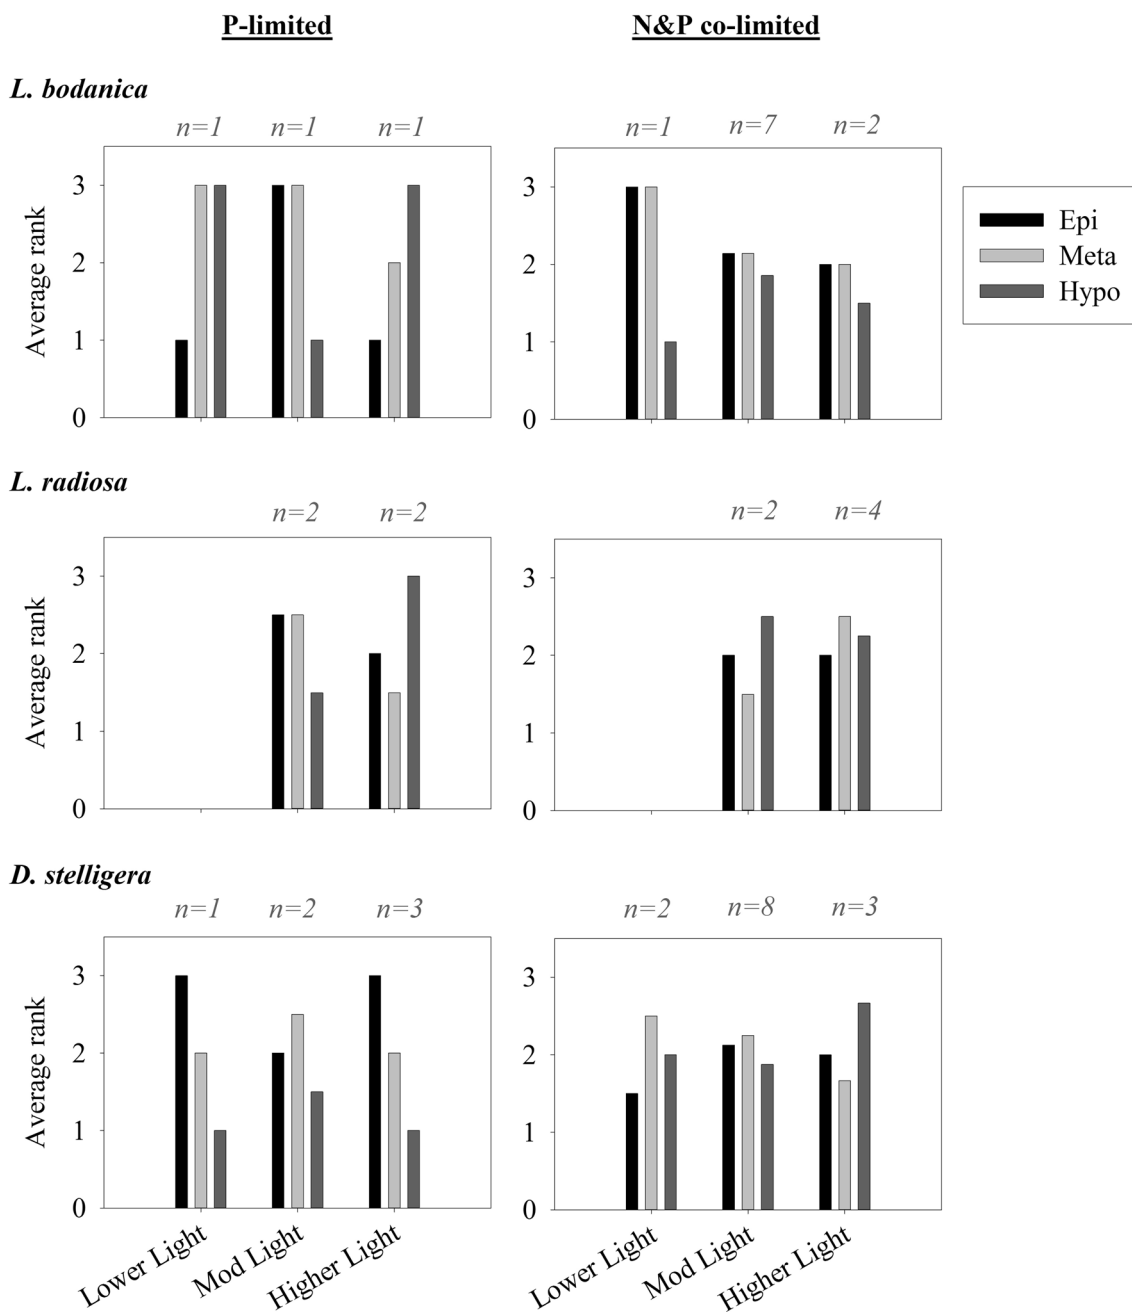 P-limited N&P co-limited
L. bodanica
n=1 n=1 n=1 n=1 n=7 n=2
3 3
2 2
1 1
0 0
Average rank
Epi
Meta
Hypo
L. radiosa
n=2 n=2 n=2 n=4
3 3
2 2
1 1
0 0
Average rank
D. stelligera
n=1 n=2 n=3 n=2 n=8 n=3
3 3
2 2
1 1
0 0
Average rank
Lower Light Mod Light Higher Light Lower Light Mod Light Higher Light